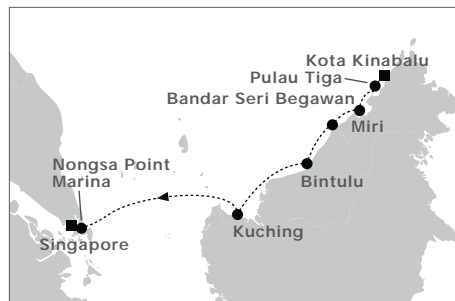 Kota Kinabalu
Pulau Tiga
Bandar Seri Begawan
Miri
Nongsa Point
Marina
Bintulu
Kuching
Singapore